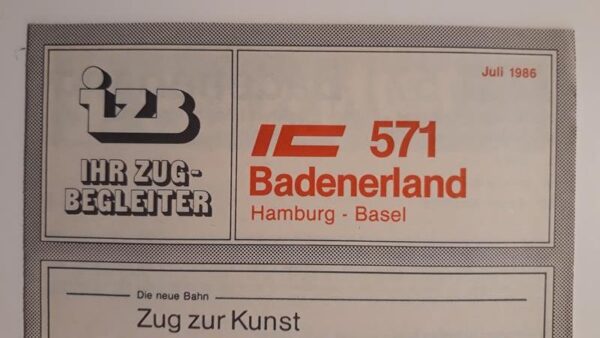 izb
IHR ZUG-
BEGLEITER
Juli 1986
IC 571
Badenerland
Hamburg - Basel
Die neue Bahn
Zug zur Kunst